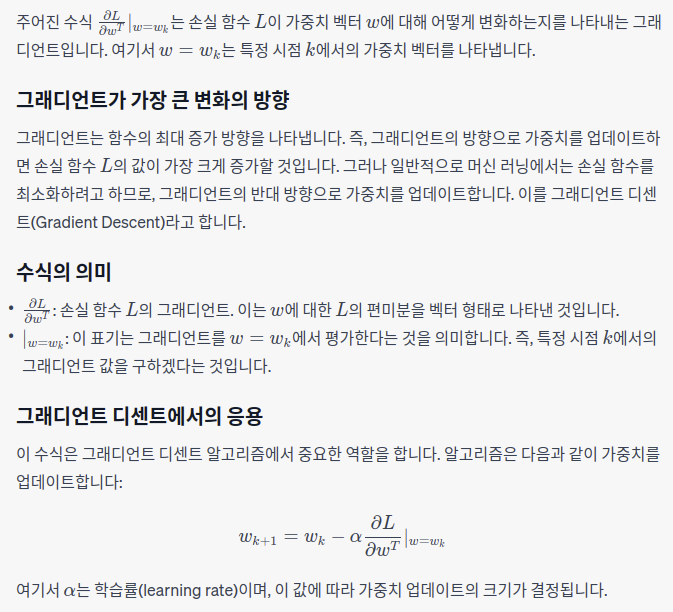 주어진 수식 ∂L/∂w^T |_{w=w_k}는 손실 함수 L이 가중치 벡터 w에 대해 어떻게 변화하는지를 나타내는 그래
디언트입니다. 여기서 w = w_k는 특정 시점 k에서의 가중치 벡터를 나타냅니다.
그래디언트가 가장 큰 변화의 방향
그래디언트는 함수의 최대 증가 방향을 나타냅니다. 즉, 그래디언트의 방향으로 가중치를 업데이트하
면 손실 함수 L의 값이 가장 크게 증가할 것입니다. 그러나 일반적으로 머신 러닝에서는 손실 함수를
최소화하려고 하므로, 그래디언트의 반대 방향으로 가중치를 업데이트합니다. 이를 그래디언트 디센
트(Gradient Descent)라고 합니다.
수식의 의미
• ∂L/∂w^T: 손실 함수 L의 그래디언트. 이는 w에 대한 L의 편미분을 벡터 형태로 나타낸 것입니다.
• |_{w=w_k}: 이 표기는 그래디언트를 w = w_k에서 평가한다는 것을 의미합니다. 즉, 특정 시점 k에서의
그래디언트 값을 구하겠다는 것입니다.
그래디언트 디센트에서의 응용
이 수식은 그래디언트 디센트 알고리즘에서 중요한 역할을 합니다. 알고리즘은 다음과 같이 가중치를
업데이트합니다:
w_{k+1} = w_k − α ∂L/∂w^T |_{w=w_k}
여기서 α는 학습률(learning rate)이며, 이 값에 따라 가중치 업데이트의 크기가 결정됩니다.